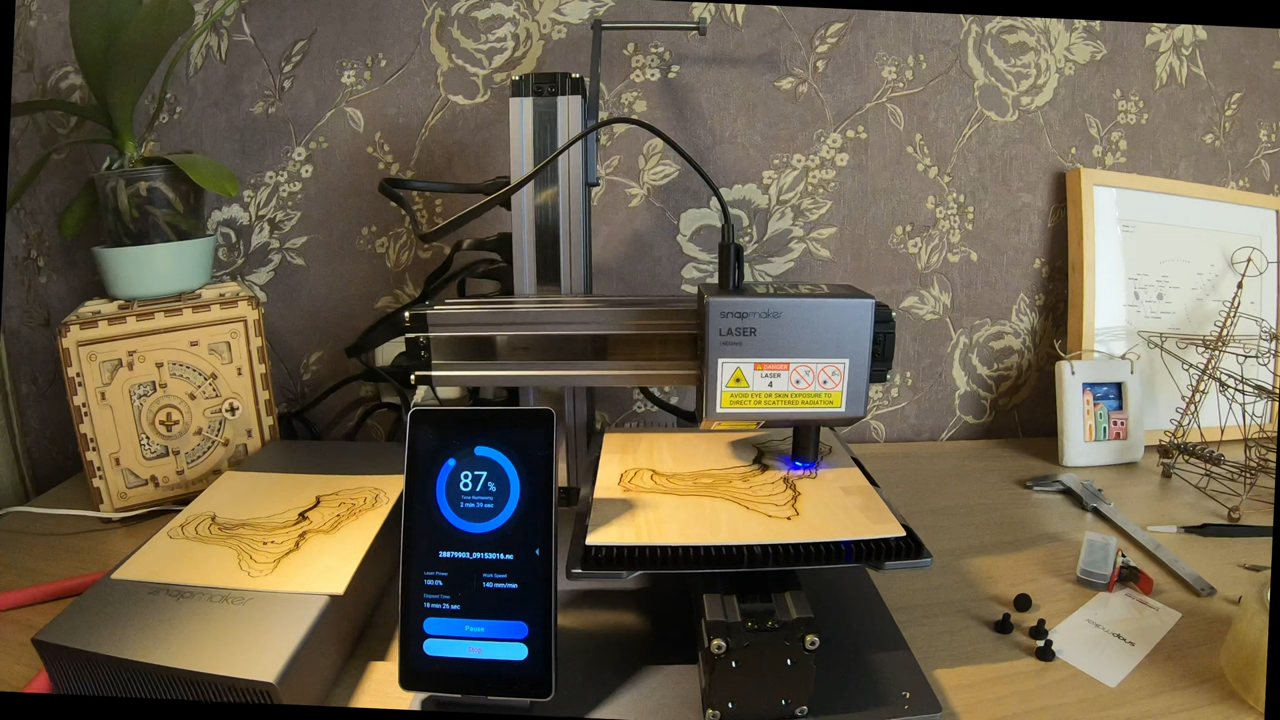 snapmaker
LASER
DANGER
LASER
4
AVOID EYE OR SKIN EXPOSURE TO
DIRECT OR SCATTERED RADIATION
87%
Time Remaining:
2 min 39 sec
28879903_09153016.nc
Laser Power
Work Speed
100.0%
140 mm/min
Elapsed Time
18 min 26 sec
Pause
Stop
snapmaker
snapmaker